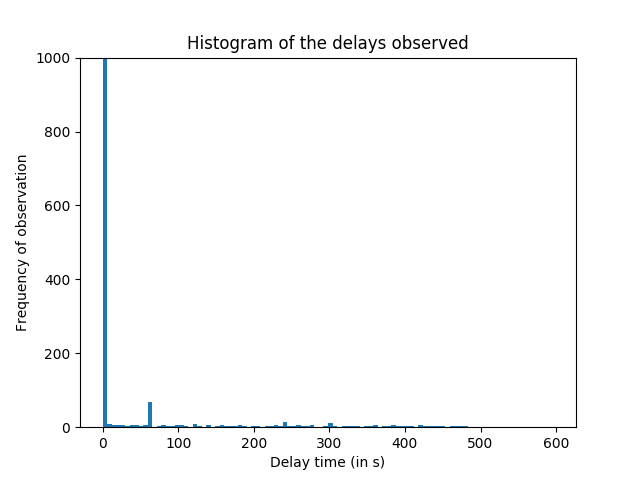 Histogram of the delays observed
1000
800
600
400
200
0
Frequency of observation
0 100 200 300 400 500 600
Delay time (in s)